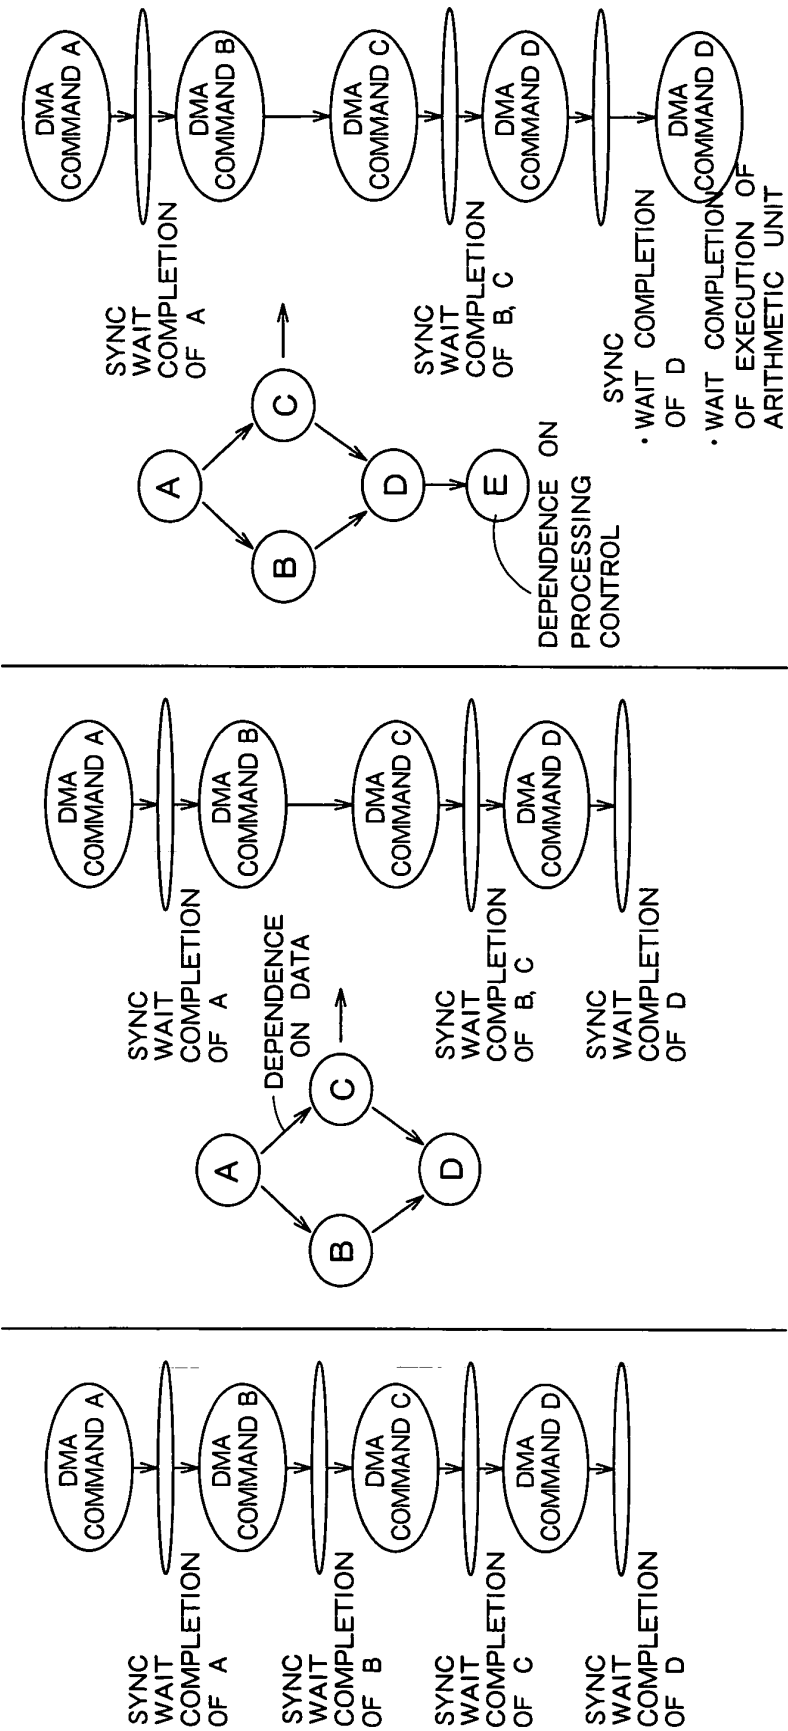 DMA
COMMAND A
SYNC
WAIT
COMPLETION
OF A
DMA
COMMAND B
SYNC
WAIT
COMPLETION
OF B
DMA
COMMAND C
SYNC
WAIT
COMPLETION
OF C
DMA
COMMAND D
SYNC
WAIT
COMPLETION
OF D
A
DEPENDENCE
ON DATA
B
C
D
DMA
COMMAND A
SYNC
WAIT
COMPLETION
OF A
DMA
COMMAND B
DMA
COMMAND C
SYNC
WAIT
COMPLETION
OF B, C
DMA
COMMAND D
SYNC
WAIT
COMPLETION
OF D
A
B
C
D
E
DEPENDENCE ON
PROCESSING
CONTROL
DMA
COMMAND A
SYNC
WAIT
COMPLETION
OF A
DMA
COMMAND B
DMA
COMMAND C
SYNC
WAIT
COMPLETION
OF B, C
DMA
COMMAND D
SYNC
· WAIT COMPLETION
OF D
· WAIT COMPLETION
OF EXECUTION OF
ARITHMETIC UNIT
DMA
COMMAND D